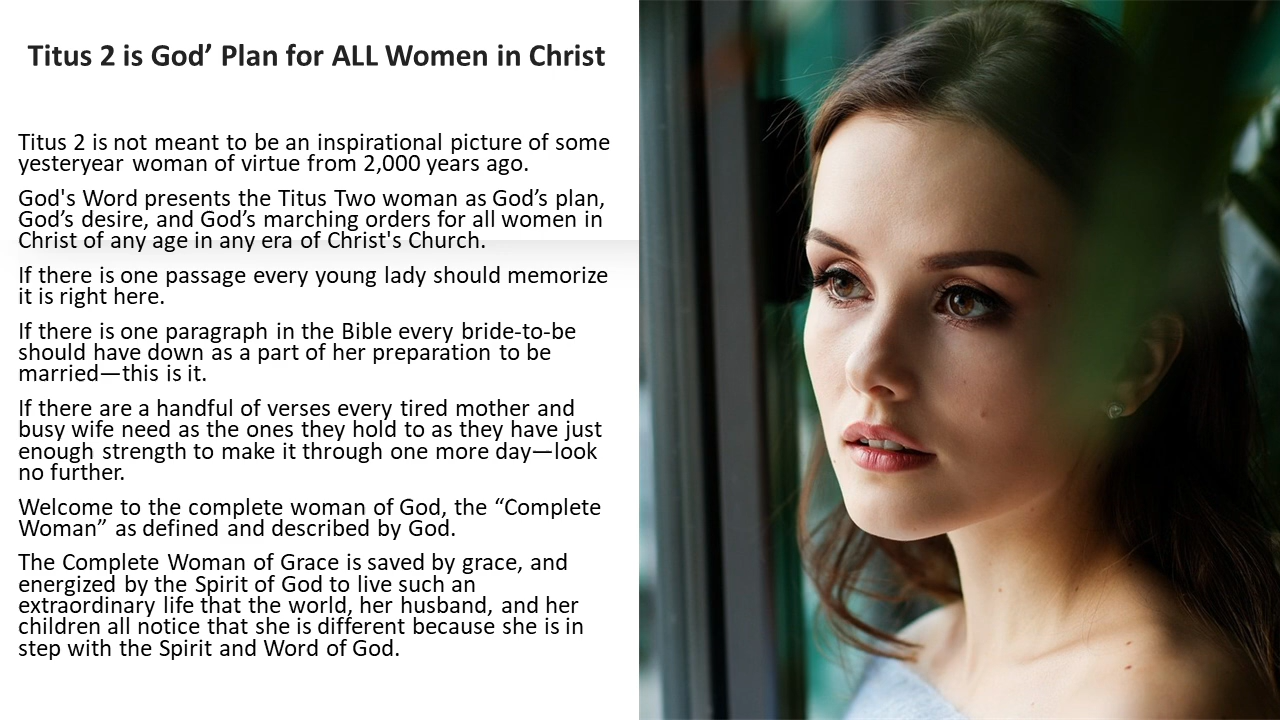 Titus 2 is God’ Plan for ALL Women in Christ
Titus 2 is not meant to be an inspirational picture of some
yesteryear woman of virtue from 2,000 years ago.
God's Word presents the Titus Two woman as God’s plan,
God’s desire, and God’s marching orders for all women in
Christ of any age in any era of Christ's Church.
If there is one passage every young lady should memorize
it is right here.
If there is one paragraph in the Bible every bride-to-be
should have down as a part of her preparation to be
married—this is it.
If there are a handful of verses every tired mother and
busy wife need as the ones they hold to as they have just
enough strength to make it through one more day—look
no further.
Welcome to the complete woman of God, the “Complete
Woman” as defined and described by God.
The Complete Woman of Grace is saved by grace, and
energized by the Spirit of God to live such an
extraordinary life that the world, her husband, and her
children all notice that she is different because she is in
step with the Spirit and Word of God.